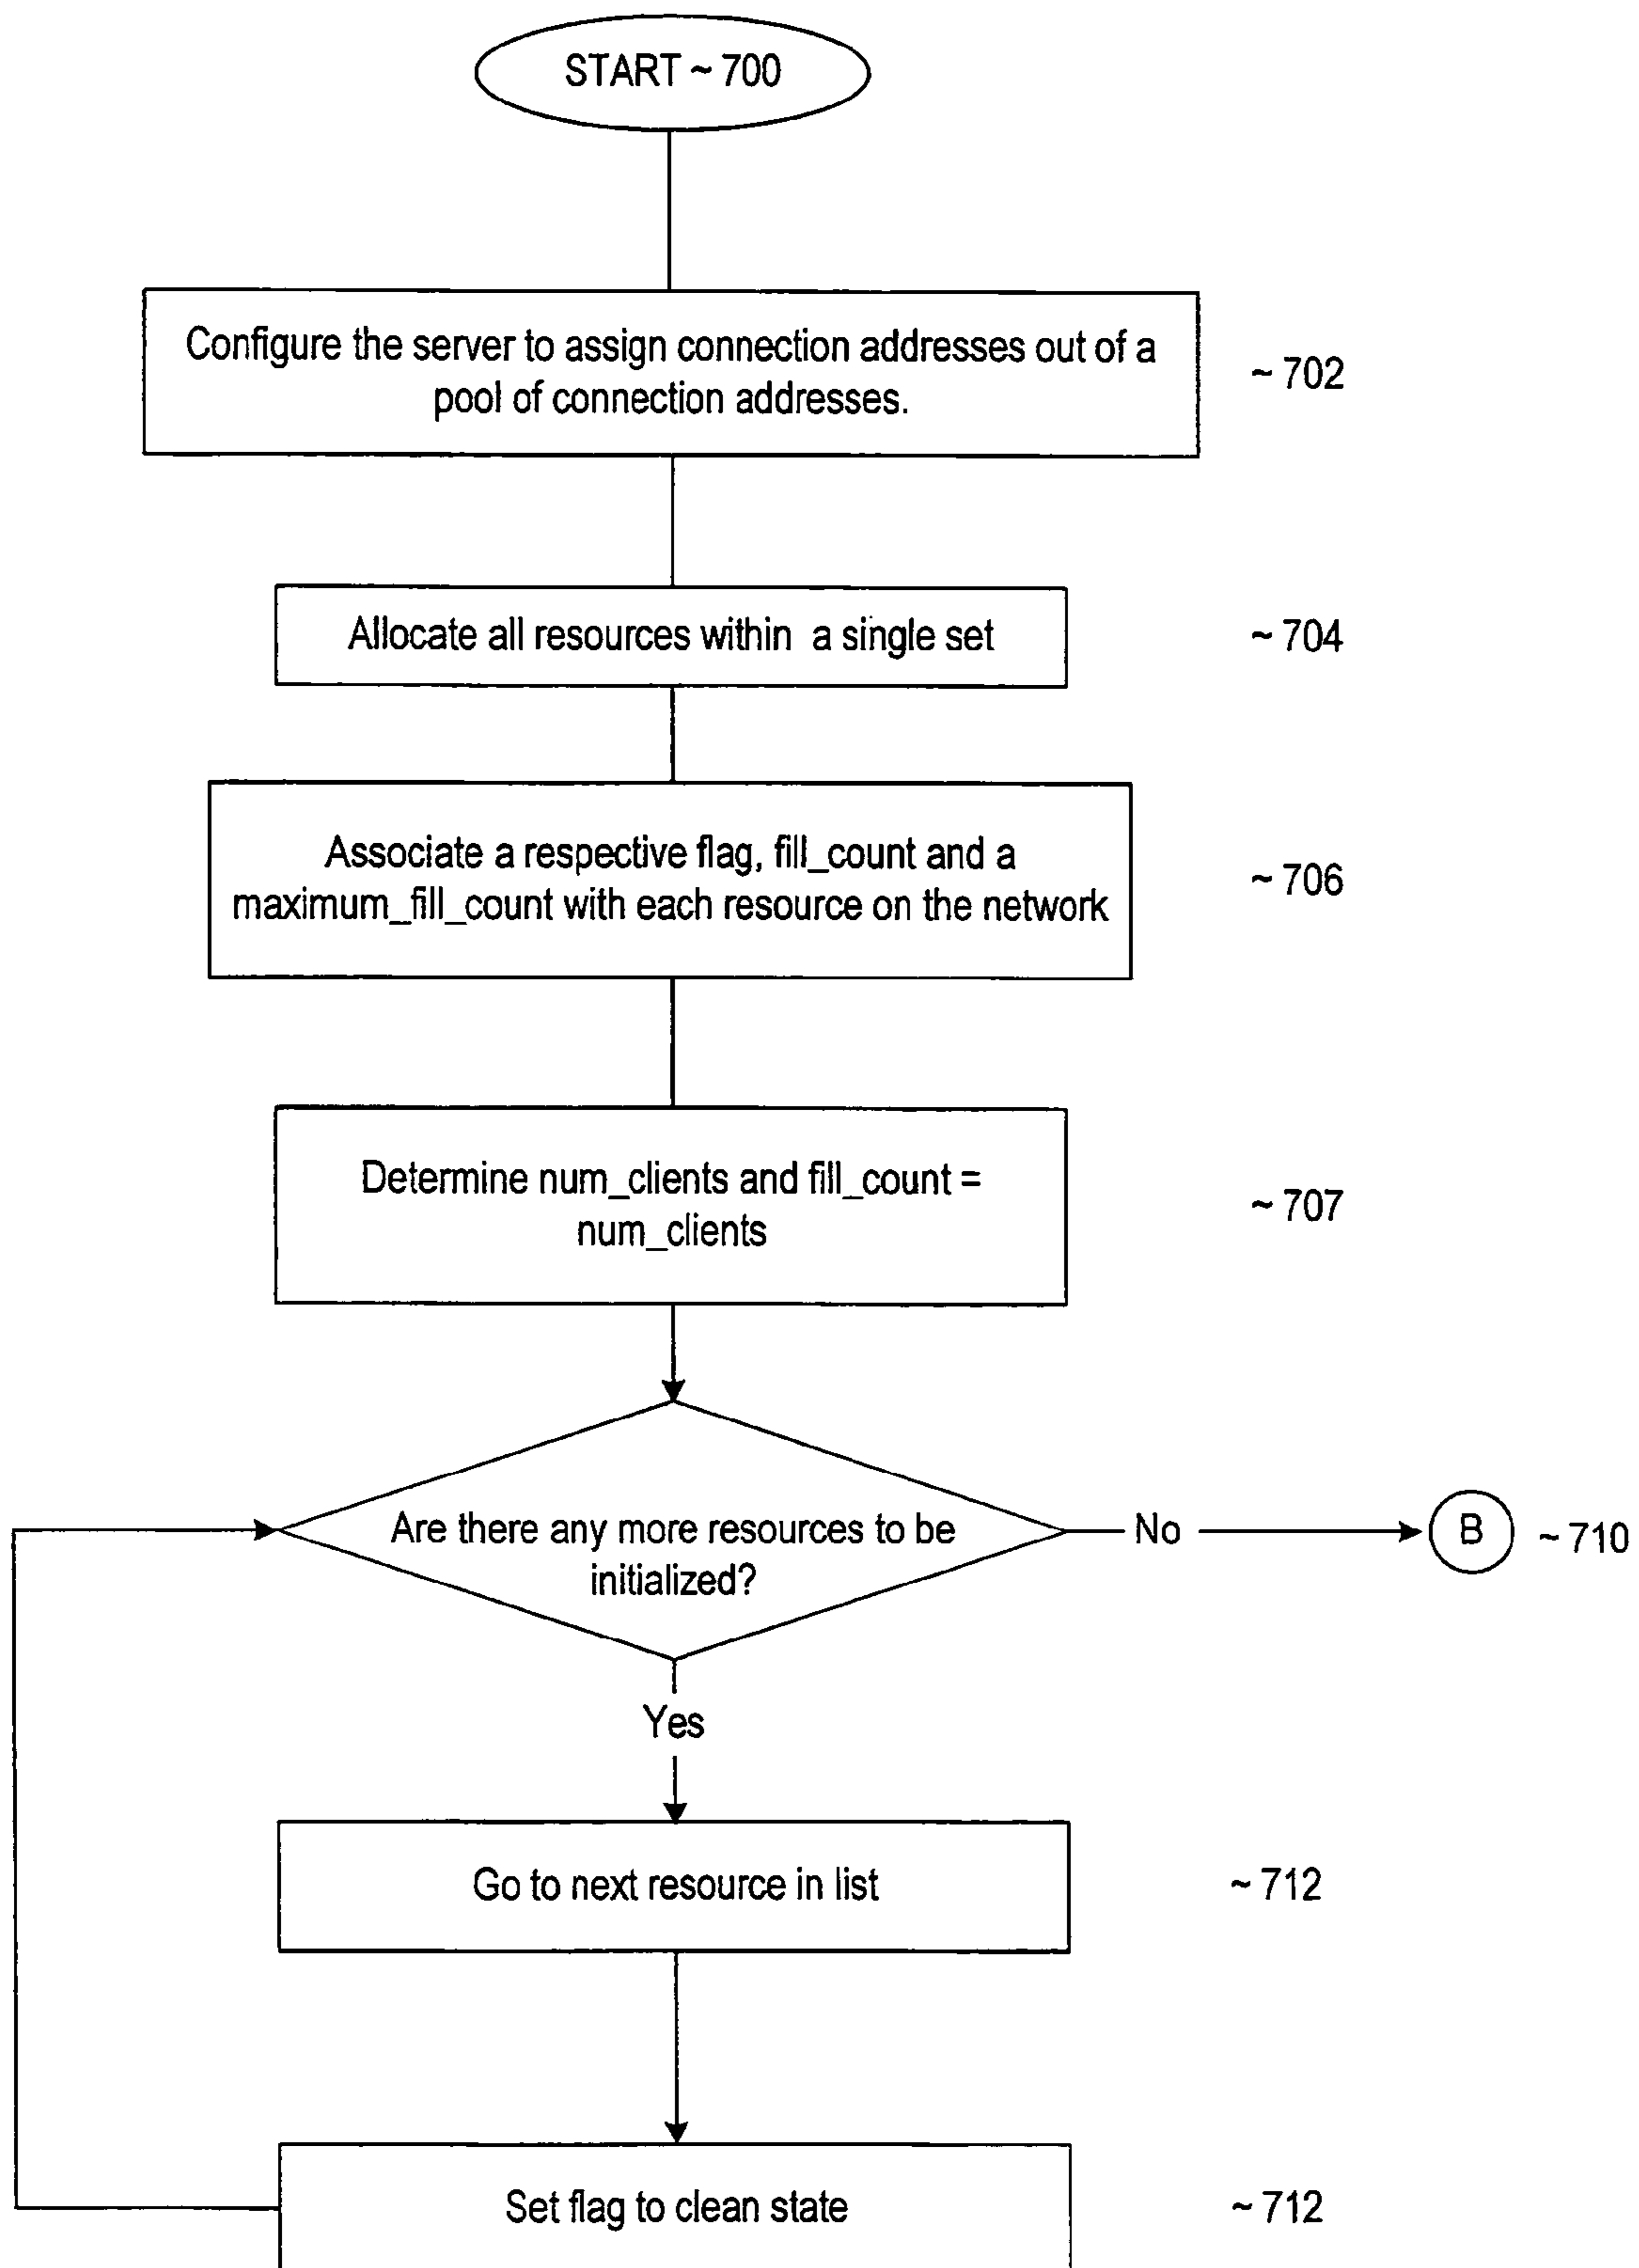 START ~ 700
Configure the server to assign connection addresses out of a
pool of connection addresses.
~ 702
Allocate all resources within a single set
~ 704
Associate a respective flag, fill_count and a
maximum_fill_count with each resource on the network
~ 706
Determine num_clients and fill_count =
num_clients
~ 707
Are there any more resources to be
initialized?
No
B
~ 710
Yes
Go to next resource in list
~ 712
Set flag to clean state
~ 712